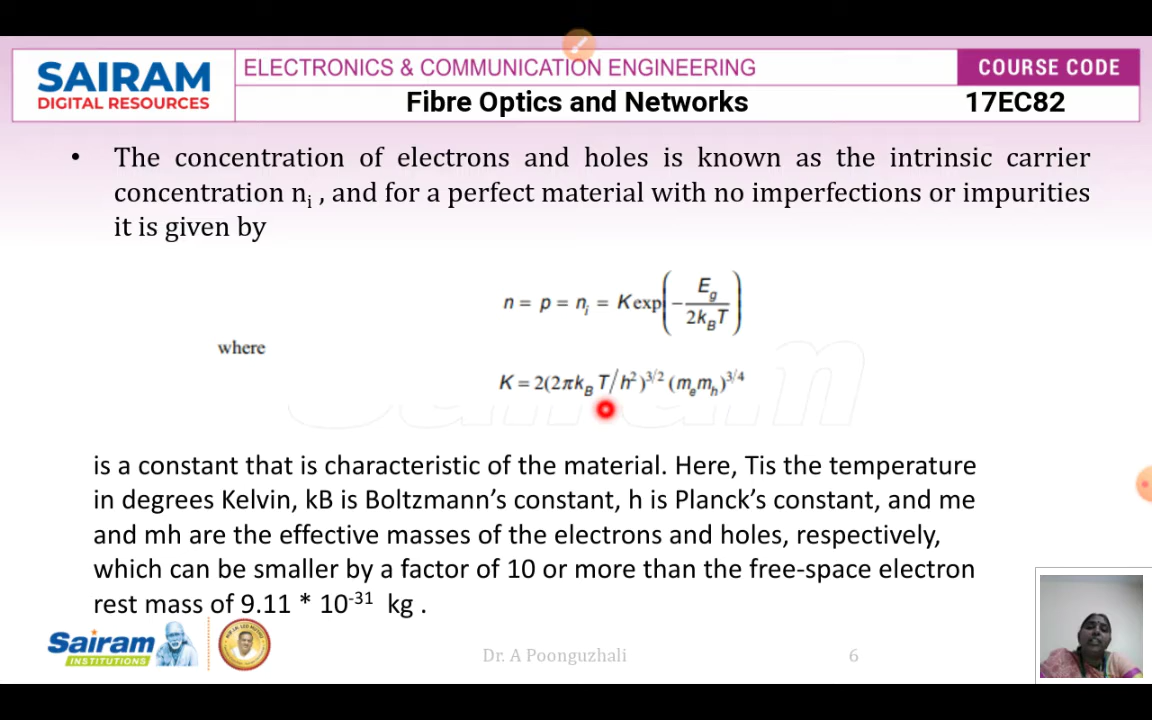 SAIRAM
DIGITAL RESOURCES
ELECTRONICS & COMMUNICATION ENGINEERING
COURSE CODE
Fibre Optics and Networks
17EC82
• The concentration of electrons and holes is known as the intrinsic carrier
concentration nᵢ , and for a perfect material with no imperfections or impurities
it is given by
n = p = nᵢ = K exp(−E_g/2k_BT)
where
K = 2(2πk_B T/h²)^3/2 (mₑmₕ)^3/4
is a constant that is characteristic of the material. Here, Tis the temperature
in degrees Kelvin, kB is Boltzmann’s constant, h is Planck’s constant, and me
and mh are the effective masses of the electrons and holes, respectively,
which can be smaller by a factor of 10 or more than the free-space electron
rest mass of 9.11 * 10⁻³¹ kg .
Sairam
INSTITUTIONS
Dr. A Poonguzhali
6